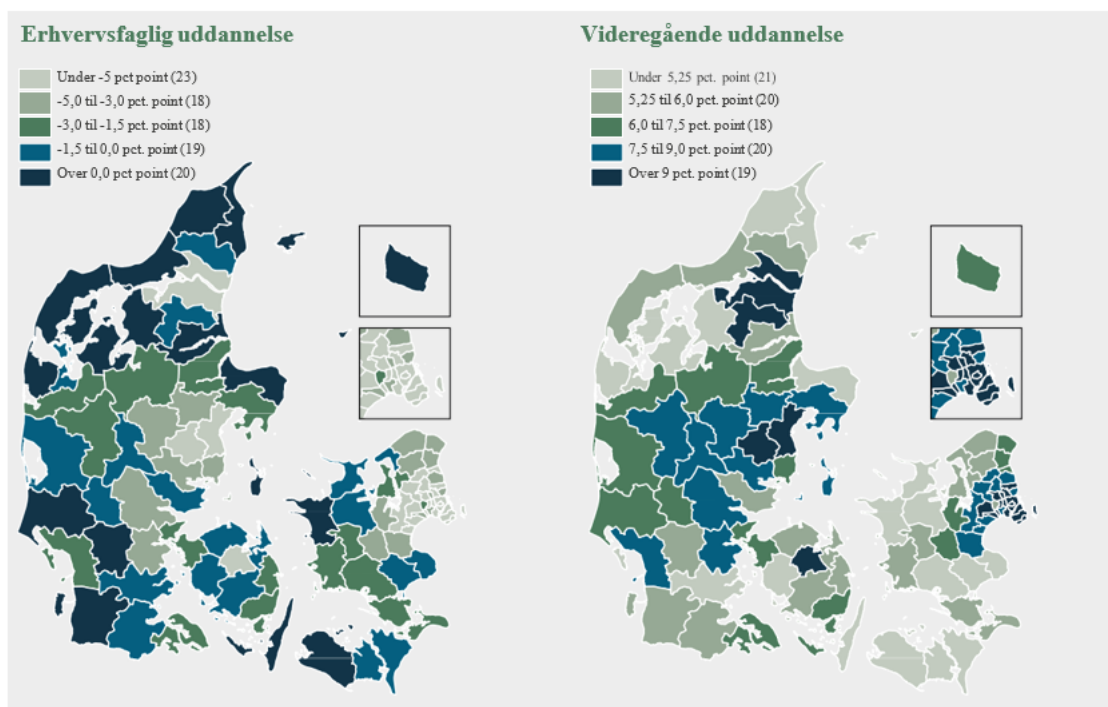 Erhvervsfaglig uddannelse
Under -5 pct point (23)
-5,0 til -3,0 pct. point (18)
-3,0 til -1,5 pct. point (18)
-1,5 til 0,0 pct. point (19)
Over 0,0 pct point (20)
Videregående uddannelse
Under 5,25 pct. point (21)
5,25 til 6,0 pct. point (20)
6,0 til 7,5 pct. point (18)
7,5 til 9,0 pct. point (20)
Over 9 pct. point (19)